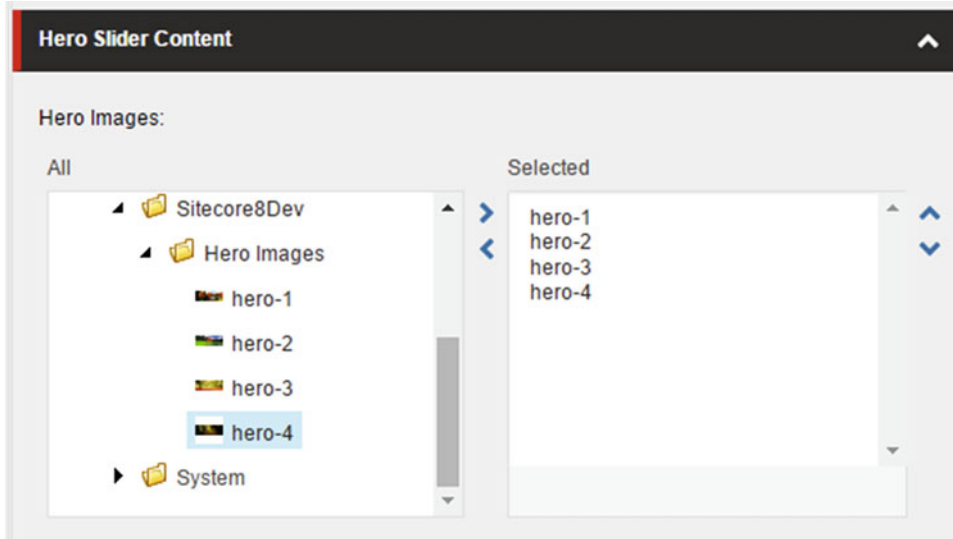 Hero Slider Content
Hero Images:
All
Sitecore8Dev
Hero Images
hero-1
hero-2
hero-3
hero-4
System
Selected
hero-1
hero-2
hero-3
hero-4